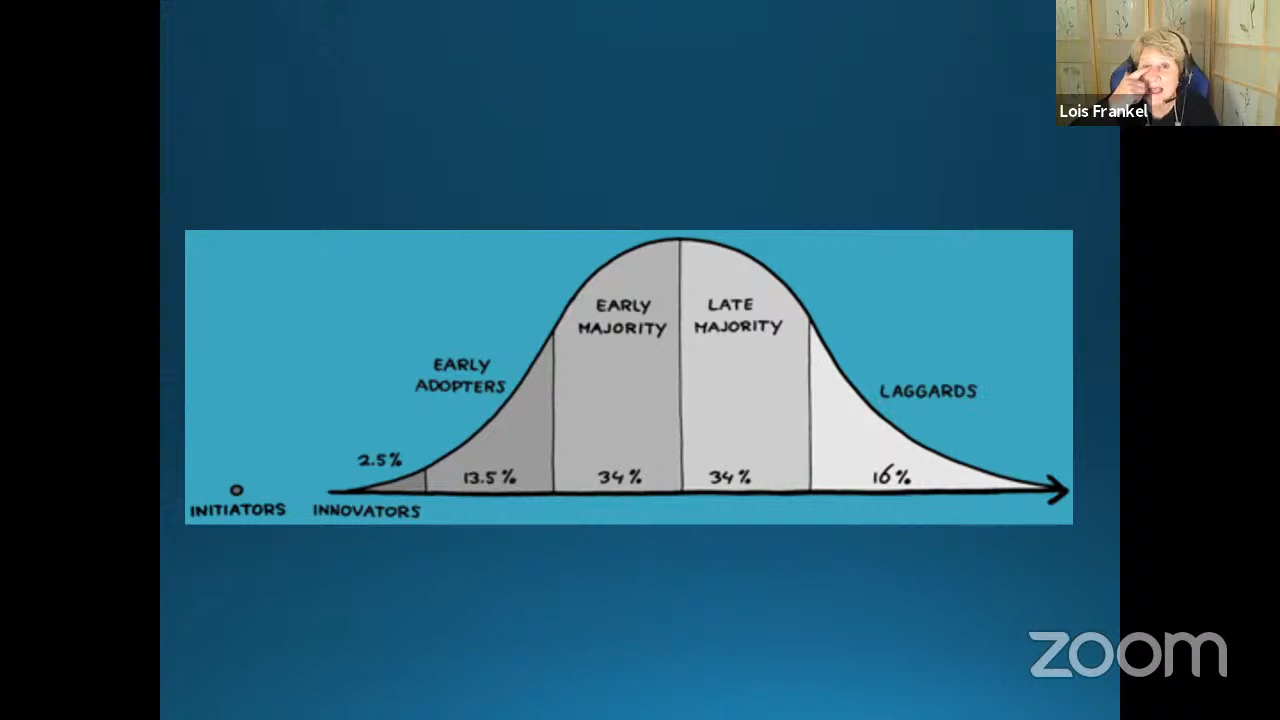 Lois Frankel
EARLY
MAJORITY
LATE
MAJORITY
EARLY
ADOPTERS
LAGGARDS
2.5%
13.5%
34%
34%
16%
INITIATORS
INNOVATORS
zoom